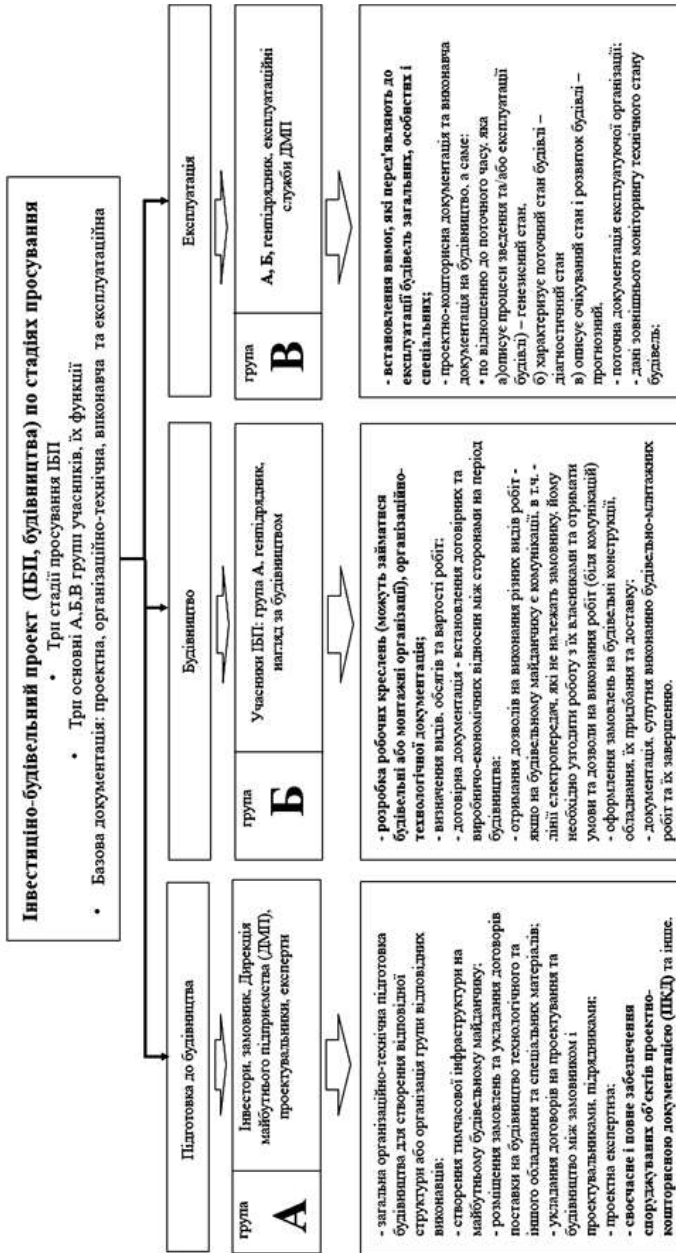 Інвестиціно-будівельний проект (ІБП, будівництва) по стадіях просування
• Три стадії просування ІБП
• Три основні А,Б,В групи учасників, їх функції
• Базова документація: проектна, організаційно-технічна, виконавча та експлуатаційна
Підготовка до будівництва
група
А
Інвестори, замовник, Дирекція
майбутнього підприємства (ДМП),
проектувальники, експерти
- загальна організаційно-технічна підготовка
будівництва для створення відповідної
структури або організація групи відповідних
виконавців;
- створення тимчасової інфраструктури на
майбутньому будівельному майданчику;
- розміщення замовлень та укладання договорів
поставки на будівництво технологічного та
іншого обладнання та спеціальних матеріалів;
- укладання договорів на проектування та
будівництво між замовником і
проектувальниками, підрядниками;
- проектна експертиза;
- своєчасне і повне забезпечення
споруджуваних об'єктів проектно-
кошторисною документацією (ПКД) та інше.
Будівництво
група
Б
Учасники ІБП: група А, генпідрядник,
нагляд за будівництвом
- розробка робочих креслень (можуть займатися
будівельні або монтажні організації), організаційно-
технологічної документація;
- визначення видів, обсягів та вартості робіт;
- договірна документація - встановлення договірних та
виробничо-економічних відносин між сторонами на період
будівництва;
- отримання дозволів на виконання різних видів робіт -
якщо на будівельному майданчику є комунікації, в т.ч. -
лінії електропередач, які не належать замовнику, йому
необхідно узгодити роботу з їх власниками та отримати
умови та дозволи на виконання робіт (біля комунікацій)
- оформлення замовлень на будівельні конструкції,
обладнання, їх придбання та доставку;
- документація, супутня виконанню будівельно-монтажних
робіт та їх завершенню.
Експлуатація
група
В
А, Б, генпідрядник, експлуатаційні
служби ДМП
- встановлення вимог, які перед'являють до
експлуатації будівель загальних, особистих і
спеціальних;
- проектно-кошторисна документація та виконавча
документація на будівництво, а саме:
• по відношенню до поточного часу, яка
а)описує процеси зведення та/або експлуатації
будівлі) – генезисний стан,
б) характеризує поточний стан будівлі –
діагностичний стан
в) описує очікуваний стан і розвиток будівлі –
прогнозний,
- поточна документація експлуатуючої організації;
- дані зовнішнього моніторингу технічного стану
будівель;